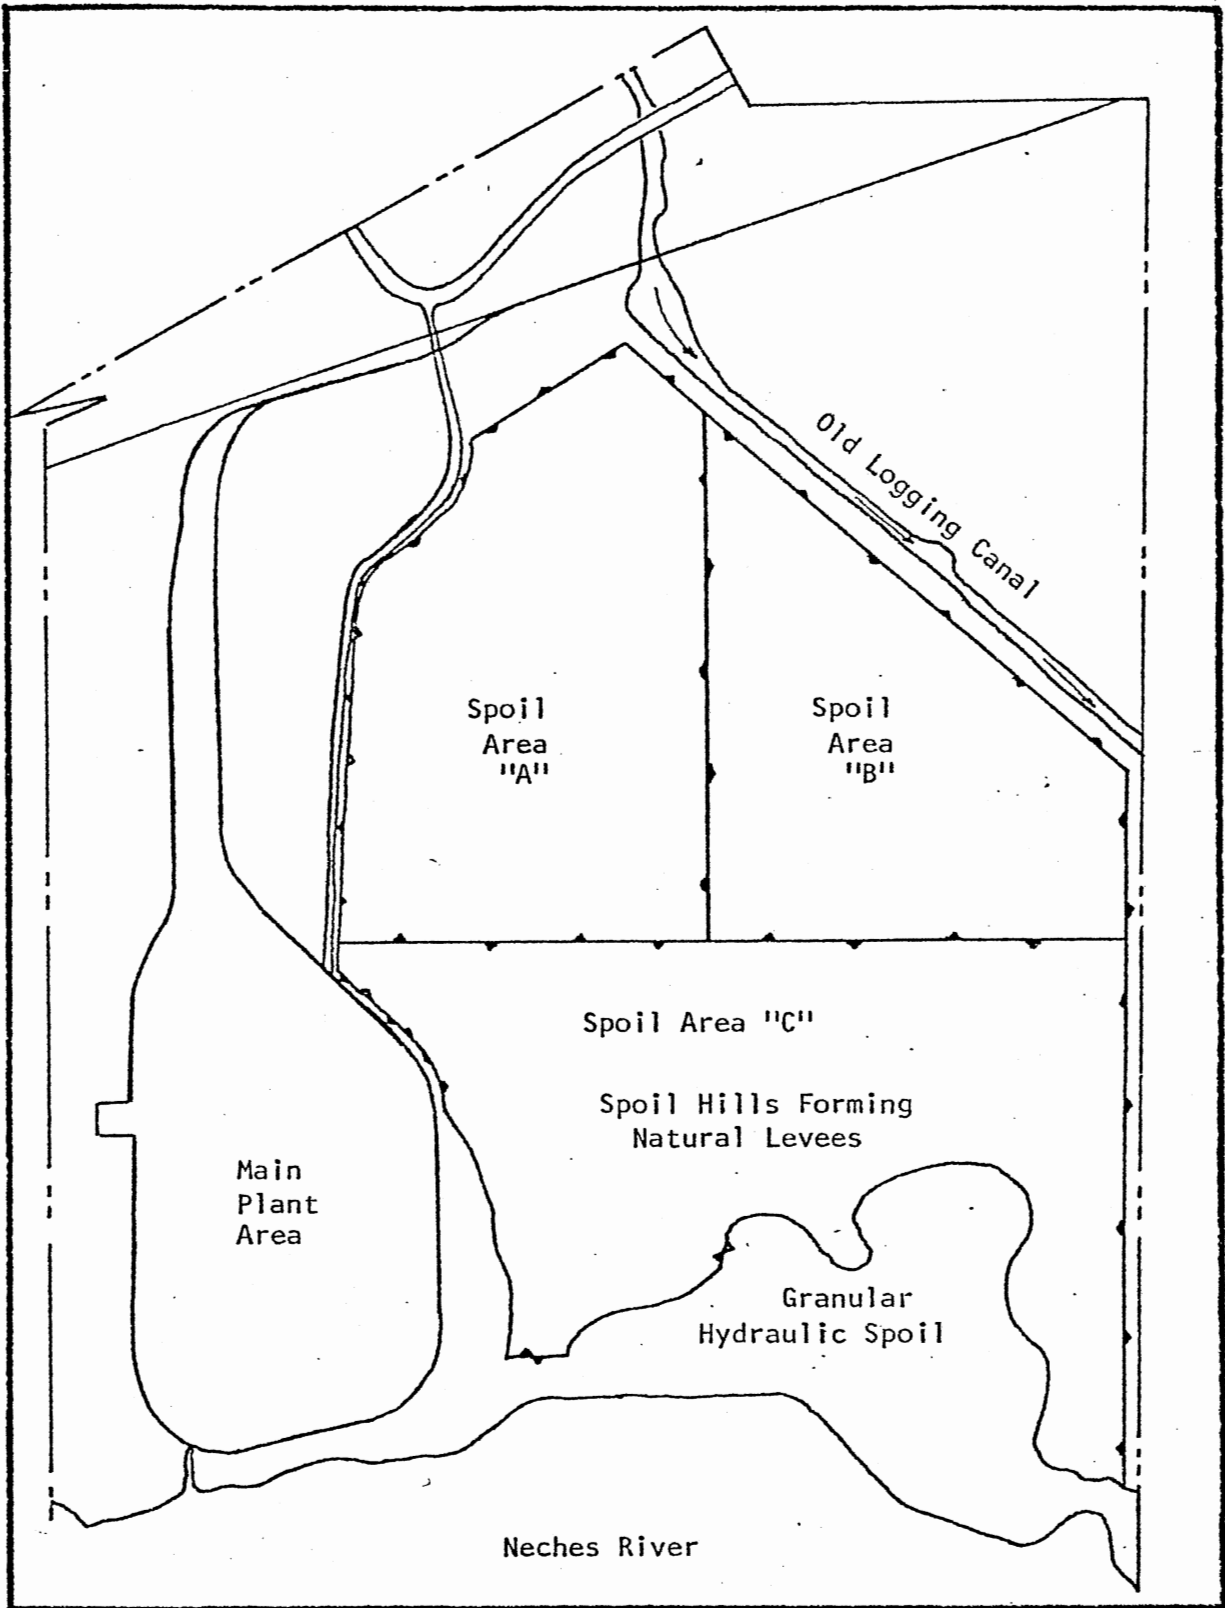 Old Logging Canal
Spoil
Area
"A"
Spoil
Area
"B"
Spoil Area "C"
Spoil Hills Forming
Natural Levees
Main
Plant
Area
Granular
Hydraulic Spoil
Neches River